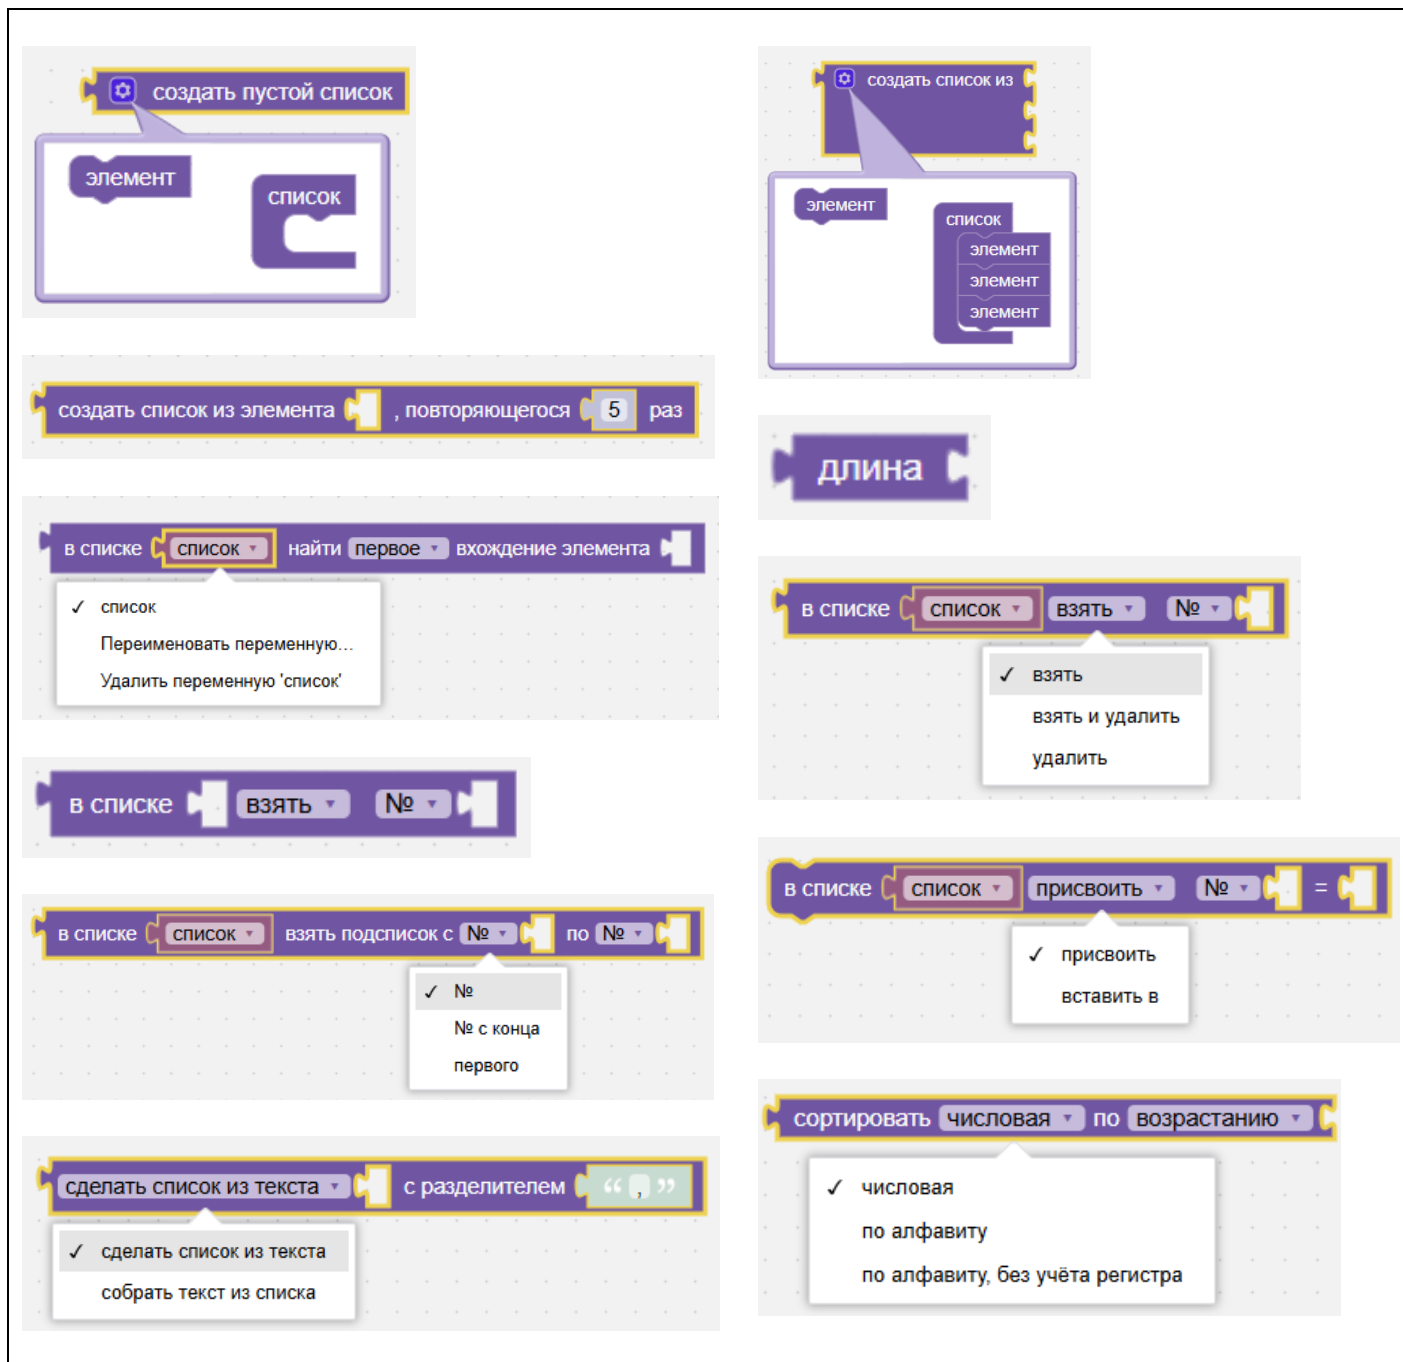 создать пустой список
элемент
список
создать список из элемента , повторяющегося 5 раз
в списке список найти первое вхождение элемента
✓ список
Переименовать переменную...
Удалить переменную 'список'
в списке взять №
в списке список взять подсписок с № по №
✓ №
№ с конца
первого
сделать список из текста с разделителем “ , ”
✓ сделать список из текста
собрать текст из списка
создать список из
элемент
список
элемент
элемент
элемент
длина
в списке список взять №
✓ взять
взять и удалить
удалить
в списке список присвоить № =
✓ присвоить
вставить в
сортировать числовая по возрастанию
✓ числовая
по алфавиту
по алфавиту, без учёта регистра